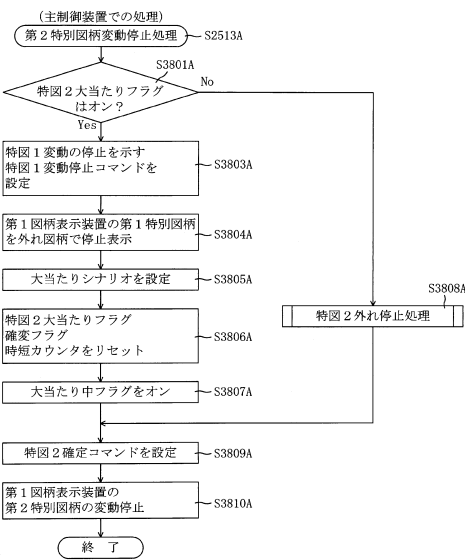 (主制御装置での処理)
第2特別図柄変動停止処理
S2513A
S3801A
特図2大当たりフラグ
はオン?
No
Yes
特図1変動の停止を示す
特図1変動停止コマンドを
設定
S3803A
第1図柄表示装置の第1特別図柄
を外れ図柄で停止表示
S3804A
大当たりシナリオを設定
S3805A
S3808A
特図2外れ停止処理
特図2大当たりフラグ
確変フラグ
時短カウンタをリセット
S3806A
大当たり中フラグをオン
S3807A
特図2確定コマンドを設定
S3809A
第1図柄表示装置の
第2特別図柄の変動停止
S3810A
終 了